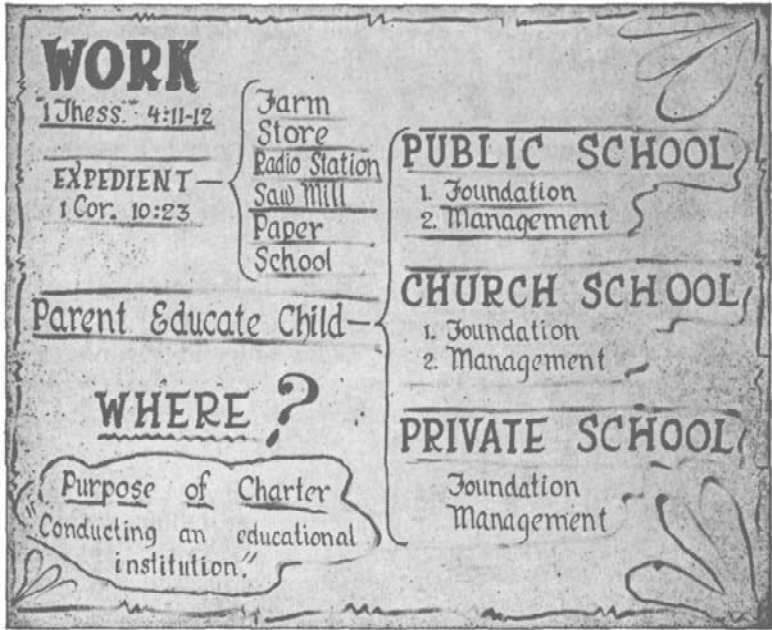 WORK
"1 Thess." 4:11-12
EXPEDIENT —
1 Cor. 10:23
Farm
Store
Radio Station
Saw Mill
Paper
School
Parent Educate Child —
WHERE ?
Purpose of Charter
"Conducting an educational
institution."
PUBLIC SCHOOL
1. Foundation
2. Management
CHURCH SCHOOL
1. Foundation
2. Management
PRIVATE SCHOOL
Foundation
Management